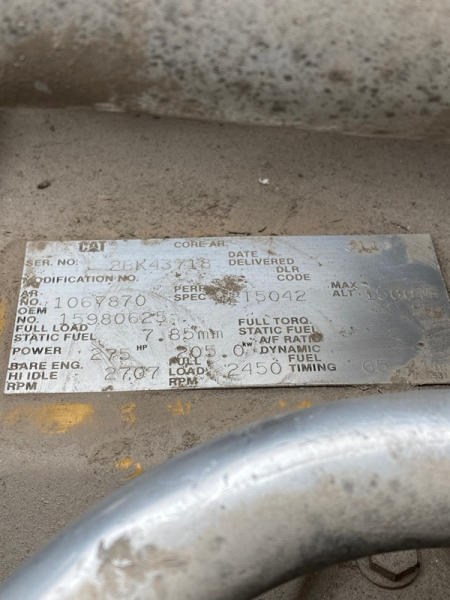 CAT CORE AR.
SER. NO. 2BK43718 DATE DELIVERED
MODIFICATION NO. DLR CODE
AR NO. 1067870 PERF SPEC 2T5042 MAX ALT
OEM NO. 15980625
FULL LOAD STATIC FUEL 7.85mm FULL TORQ STATIC FUEL
POWER 275 HP 205.0 kw A/F RATIO DYNAMIC
BARE ENG. HI IDLE RPM 2707 FULL LOAD RPM 2450 FUEL TIMING